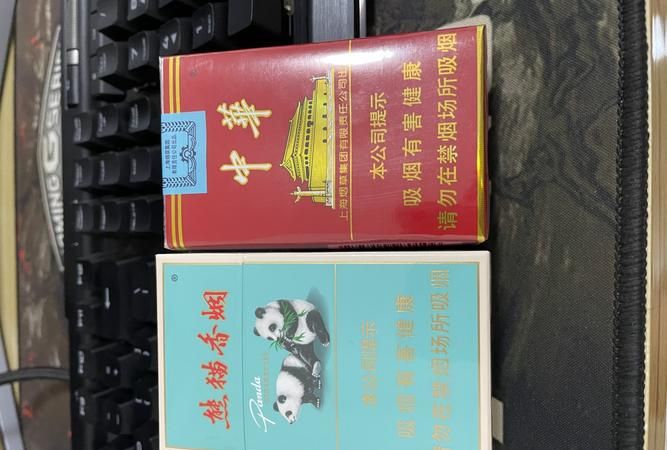 中华
上海烟草集团有限责任公司出
本公司提示
吸烟有害健康
请勿在禁烟场所吸烟
熊猫香烟
®
Panda
本公司提示
吸烟有害健康
请勿在禁烟场所吸烟